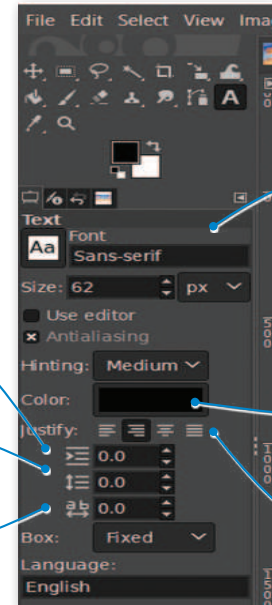 File Edit Select View Ima
A
Text
Aa
Font
Sans-serif
Size: 62 px
Use editor
Antialiasing
Hinting: Medium
Color:
Justify:
0.0
0.0
ab 0.0
Box: Fixed
Language:
English